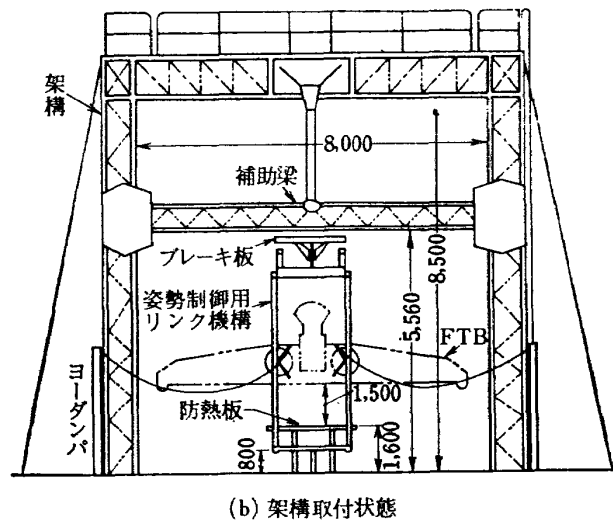 架構
8,000
補助梁
ブレーキ板
姿勢制御用
リンク機構
8,500
5,560
FTB
ヨーダンパ
1,500
防熱板
800
1,600
(b) 架構取付状態